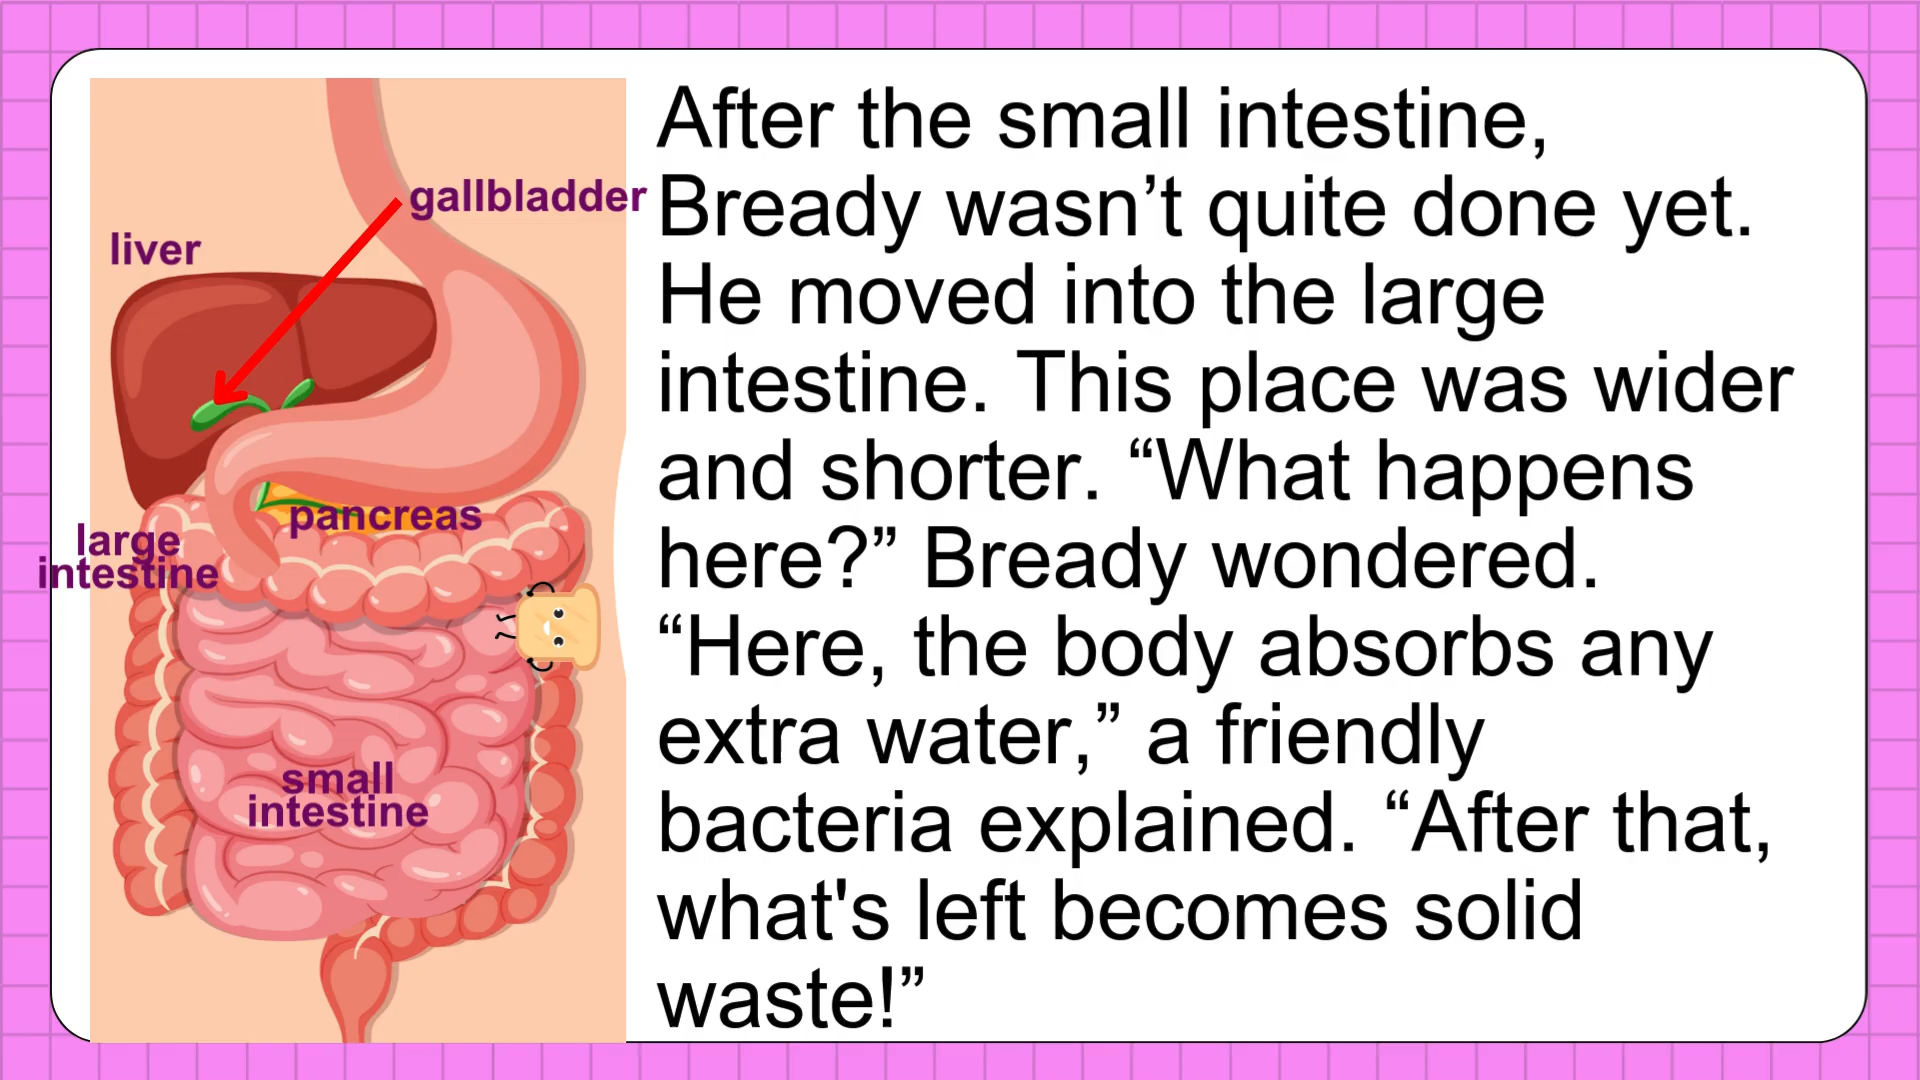 gallbladder
liver
pancreas
large
intestine
small
intestine
After the small intestine,
Bready wasn’t quite done yet.
He moved into the large
intestine. This place was wider
and shorter. “What happens
here?” Bready wondered.
“Here, the body absorbs any
extra water,” a friendly
bacteria explained. “After that,
what's left becomes solid
waste!”